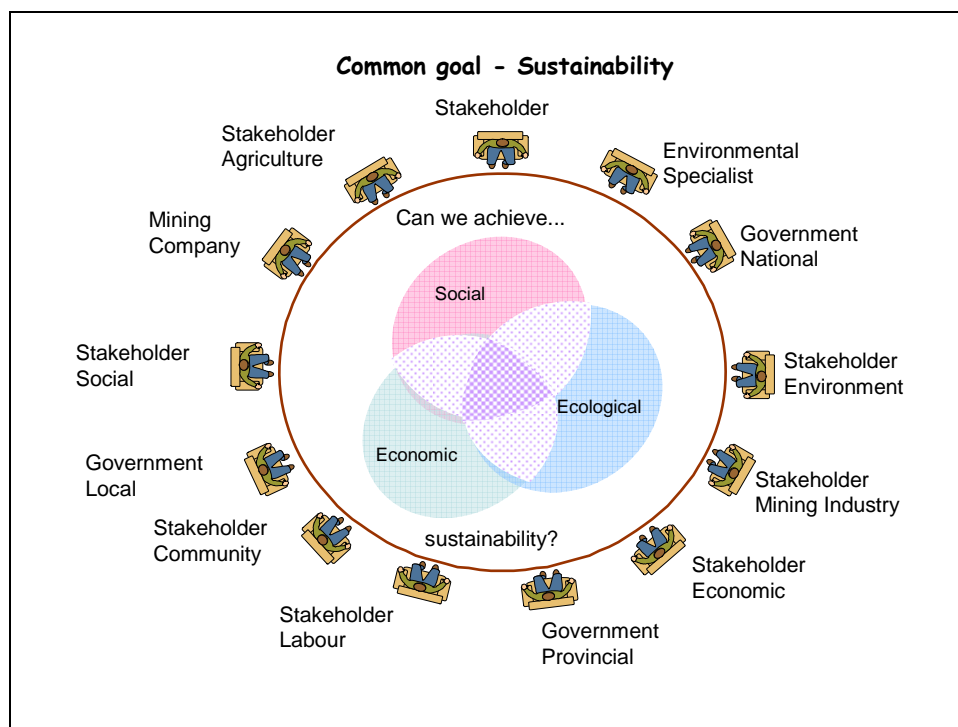 Common goal - Sustainability
Stakeholder
Stakeholder
Agriculture
Environmental
Specialist
Mining
Company
Can we achieve...
Government
National
Social
Stakeholder
Social
Stakeholder
Environment
Ecological
Economic
Government
Local
Stakeholder
Mining Industry
Stakeholder
Community
sustainability?
Stakeholder
Economic
Stakeholder
Labour
Government
Provincial